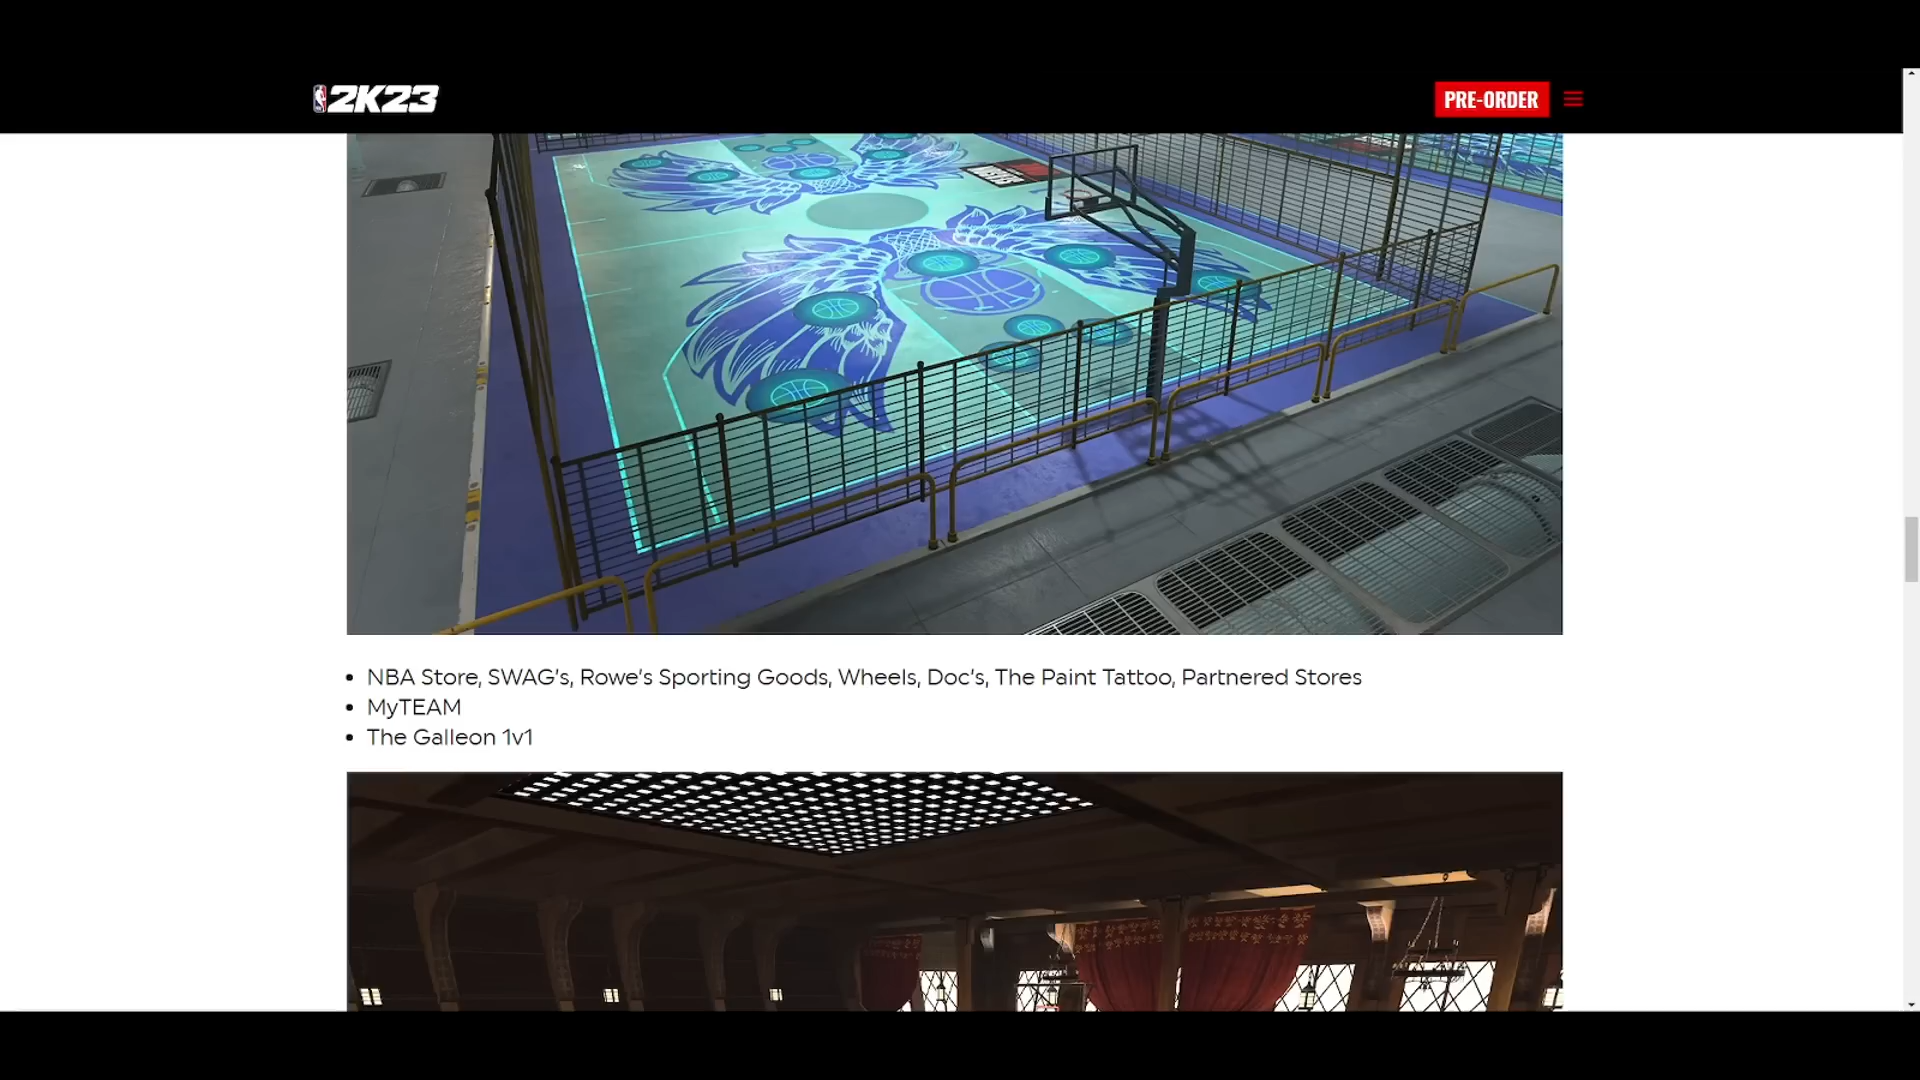 2K23
PRE-ORDER
NBA Store, SWAG's, Rowe's Sporting Goods, Wheels, Doc's, The Paint Tattoo, Partnered Stores
MyTEAM
The Galleon 1v1